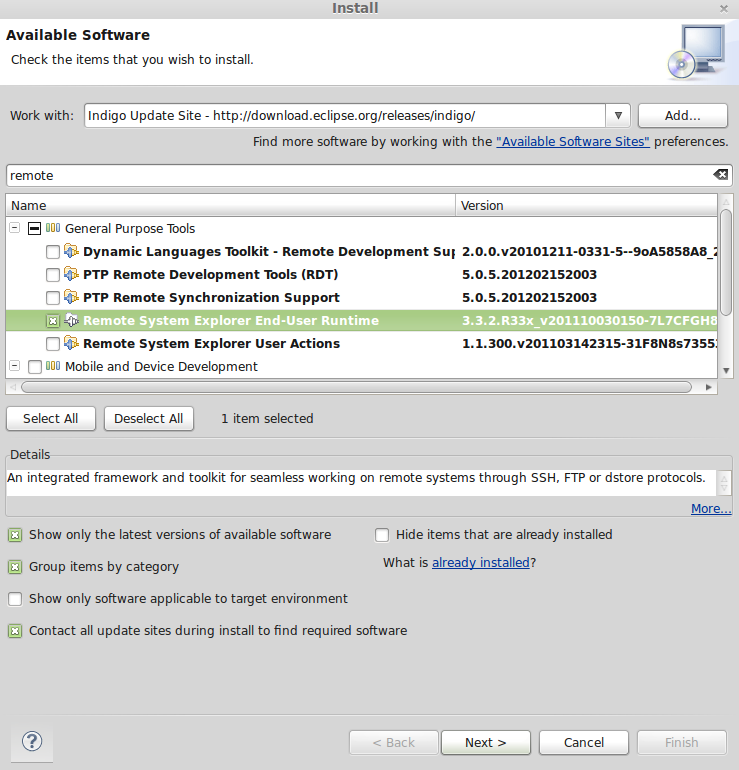 Install
Available Software
Check the items that you wish to install.
Work with: Indigo Update Site - http://download.eclipse.org/releases/indigo/ Add...
Find more software by working with the "Available Software Sites" preferences.
remote
Name Version
General Purpose Tools
Dynamic Languages Toolkit - Remote Development Sup 2.0.0.v20101211-0331-5--9oA5858A8_2
PTP Remote Development Tools (RDT) 5.0.5.201202152003
PTP Remote Synchronization Support 5.0.5.201202152003
Remote System Explorer End-User Runtime 3.3.2.R33x_v201110030150-7L7CFGH8
Remote System Explorer User Actions 1.1.300.v201103142315-31F8N8s7355
Mobile and Device Development
Select All Deselect All 1 item selected
Details
An integrated framework and toolkit for seamless working on remote systems through SSH, FTP or dstore protocols.
More...
Show only the latest versions of available software Hide items that are already installed
Group items by category What is already installed?
Show only software applicable to target environment
Contact all update sites during install to find required software
? < Back Next > Cancel Finish